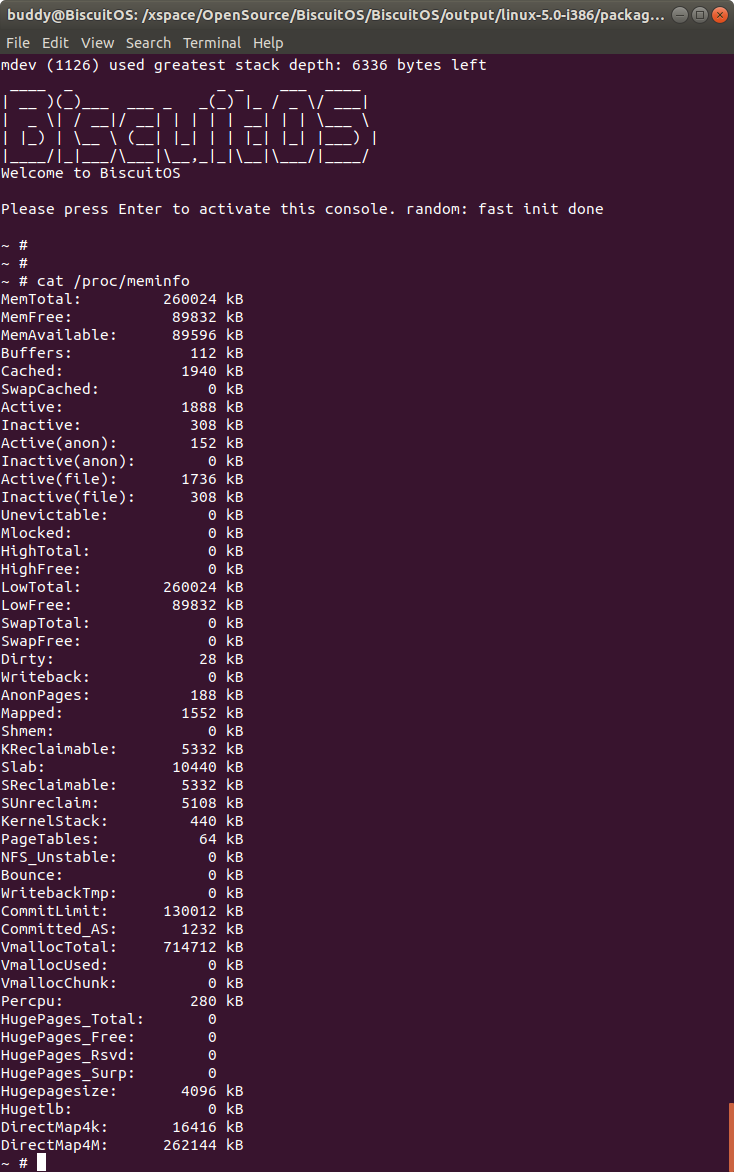 buddy@BiscuitOS: /xspace/OpenSource/BiscuitOS/BiscuitOS/output/linux-5.0-i386/packag...
File Edit View Search Terminal Help
mdev (1126) used greatest stack depth: 6336 bytes left
 ____  _                _ _    ___  ____
| __ )(_)___  ___ _   _(_) |_ / _ \/ ___|
|  _ \| / __|/ __| | | | | __| | | \___ \
| |_) | \__ \ (__| |_| | | |_| |_| |___) |
|____/|_|___/\___|\__,_|_|\__|\___/|____/
Welcome to BiscuitOS
Please press Enter to activate this console. random: fast init done
~ #
~ #
~ # cat /proc/meminfo
MemTotal:         260024 kB
MemFree:           89832 kB
MemAvailable:      89596 kB
Buffers:             112 kB
Cached:             1940 kB
SwapCached:            0 kB
Active:             1888 kB
Inactive:            308 kB
Active(anon):        152 kB
Inactive(anon):        0 kB
Active(file):       1736 kB
Inactive(file):      308 kB
Unevictable:           0 kB
Mlocked:               0 kB
HighTotal:             0 kB
HighFree:              0 kB
LowTotal:         260024 kB
LowFree:           89832 kB
SwapTotal:             0 kB
SwapFree:              0 kB
Dirty:                28 kB
Writeback:             0 kB
AnonPages:           188 kB
Mapped:             1552 kB
Shmem:                 0 kB
KReclaimable:       5332 kB
Slab:              10440 kB
SReclaimable:       5332 kB
SUnreclaim:         5108 kB
KernelStack:         440 kB
PageTables:           64 kB
NFS_Unstable:          0 kB
Bounce:                0 kB
WritebackTmp:          0 kB
CommitLimit:      130012 kB
Committed_AS:       1232 kB
VmallocTotal:     714712 kB
VmallocUsed:           0 kB
VmallocChunk:          0 kB
Percpu:              280 kB
HugePages_Total:       0
HugePages_Free:        0
HugePages_Rsvd:        0
HugePages_Surp:        0
Hugepagesize:       4096 kB
Hugetlb:               0 kB
DirectMap4k:       16416 kB
DirectMap4M:      262144 kB
~ #